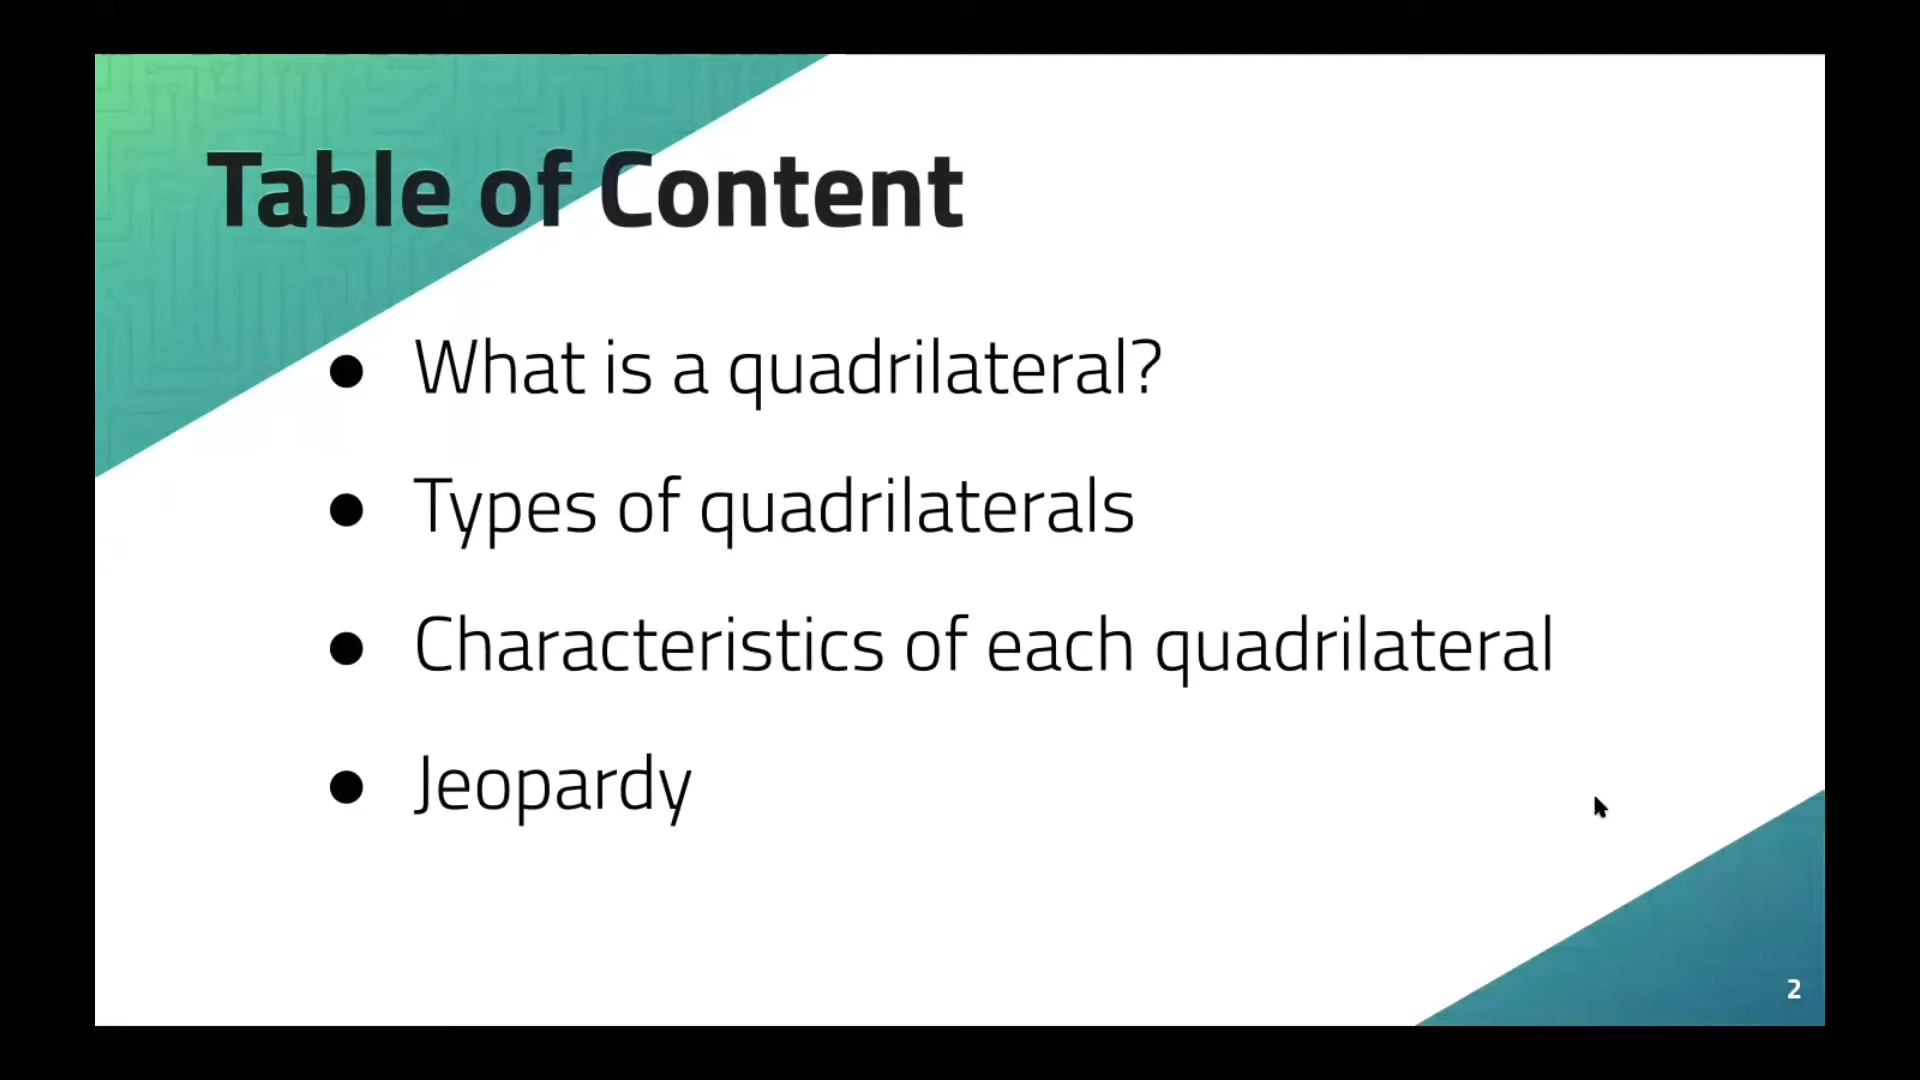 Table of Content
● What is a quadrilateral?
● Types of quadrilaterals
● Characteristics of each quadrilateral
● Jeopardy
2